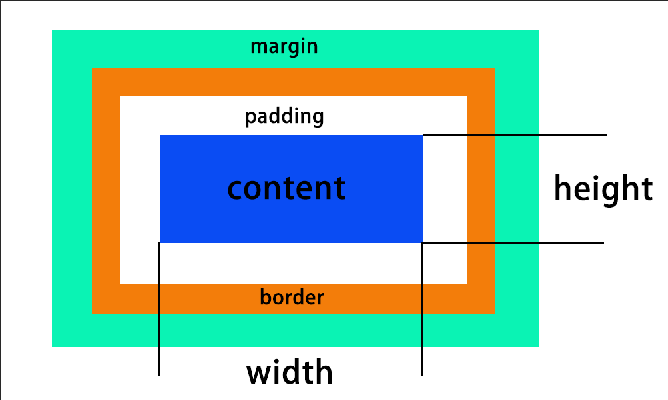 margin
padding
content
height
border
width